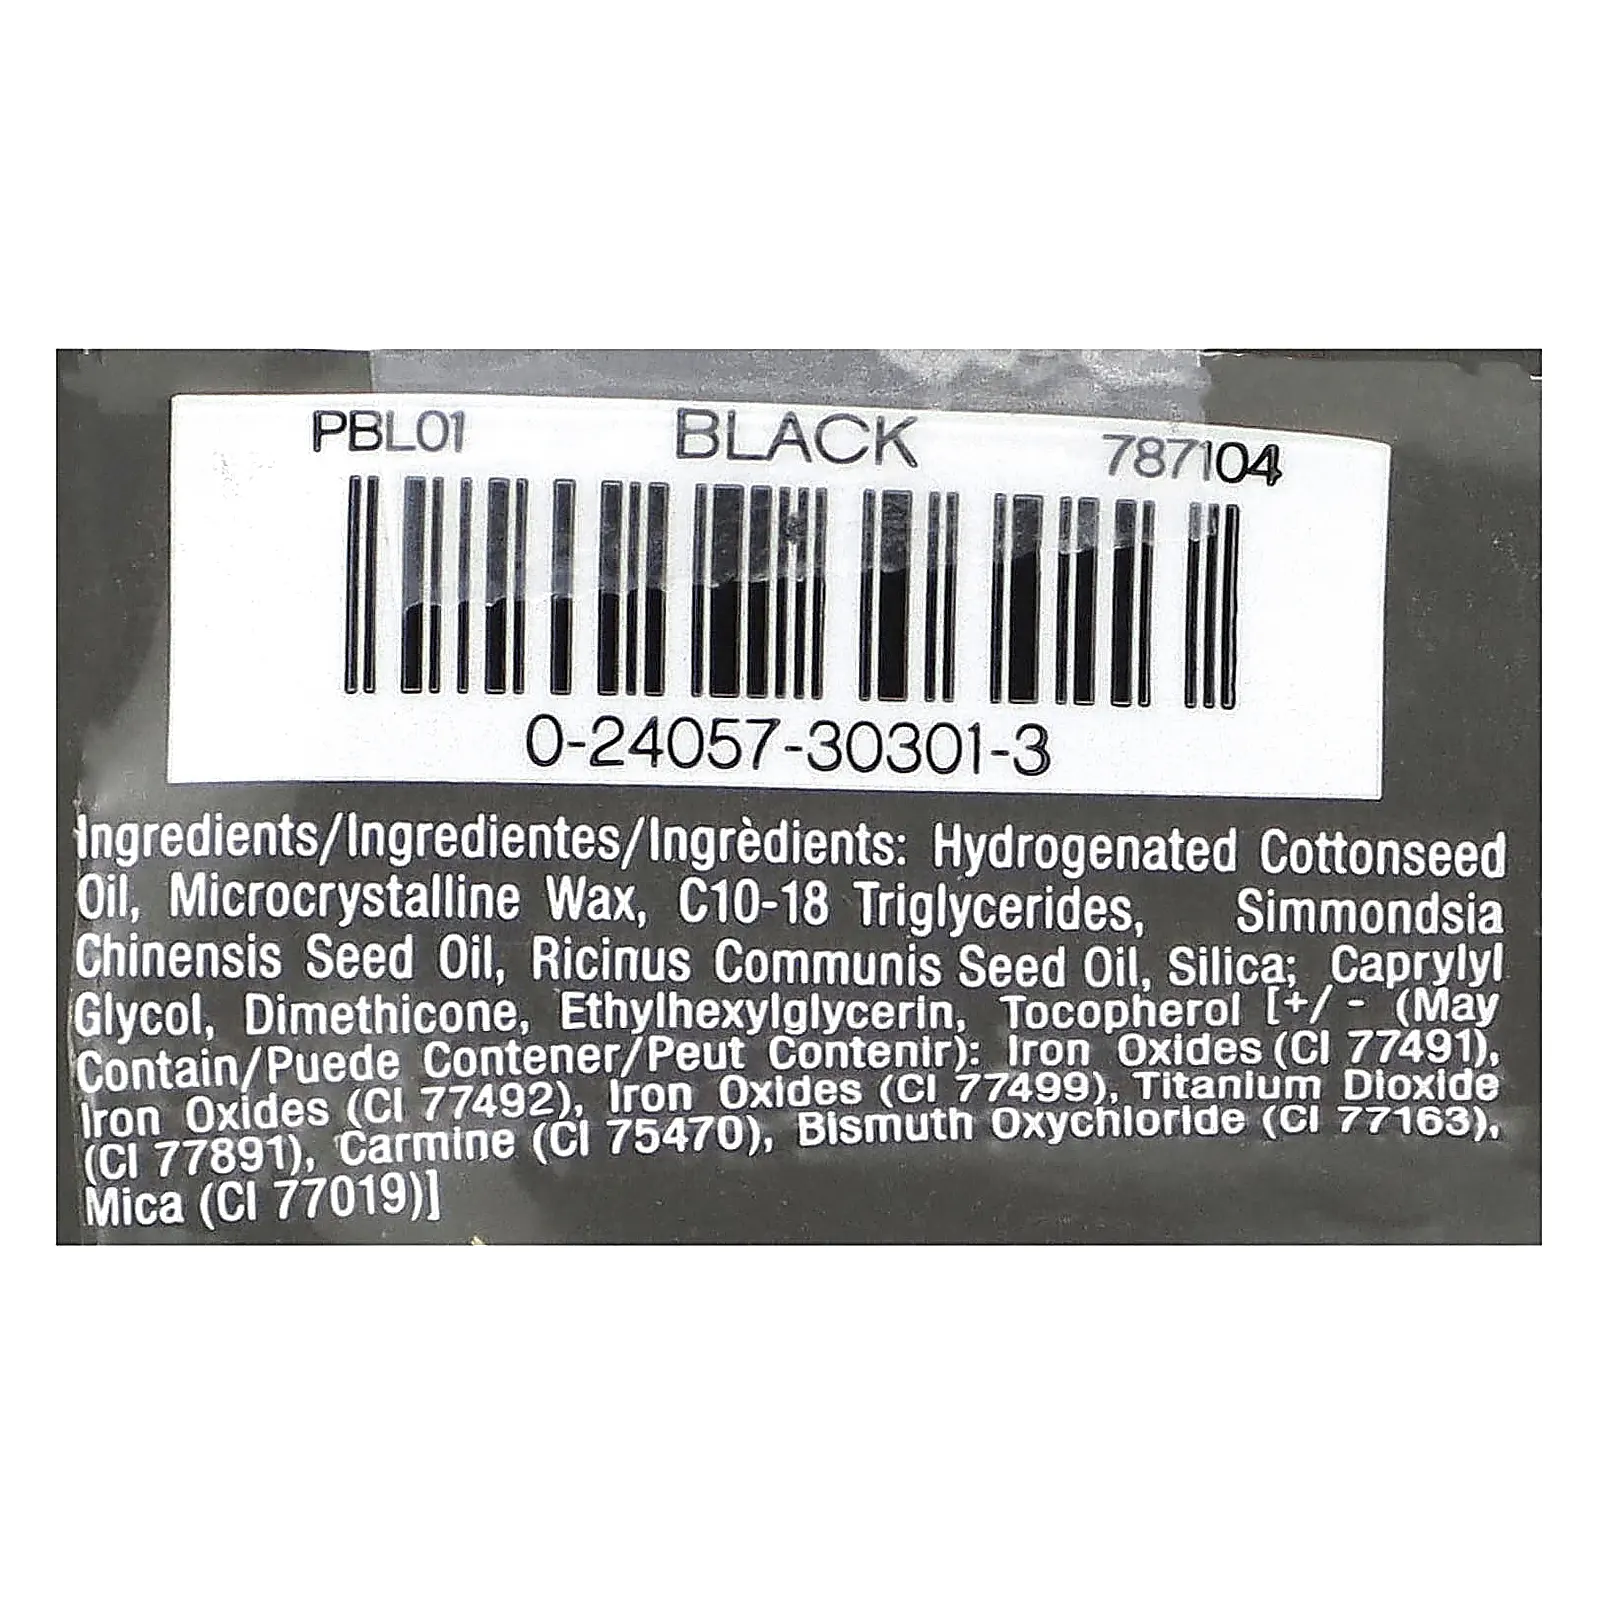 PBL01 BLACK 787104
0-24057-30301-3
Ingredients/Ingredientes/Ingrèdients: Hydrogenated Cottonseed
Oil, Microcrystalline Wax, C10-18 Triglycerides, Simmondsia
Chinensis Seed Oil, Ricinus Communis Seed Oil, Silica; Caprylyl
Glycol, Dimethicone, Ethylhexylglycerin, Tocopherol [+/ - (May
Contain/Puede Contener/Peut Contenir): Iron Oxides (CI 77491),
Iron Oxides (CI 77492), Iron Oxides (CI 77499), Titanium Dioxide
(CI 77891), Carmine (CI 75470), Bismuth Oxychloride (CI 77163),
Mica (CI 77019)]